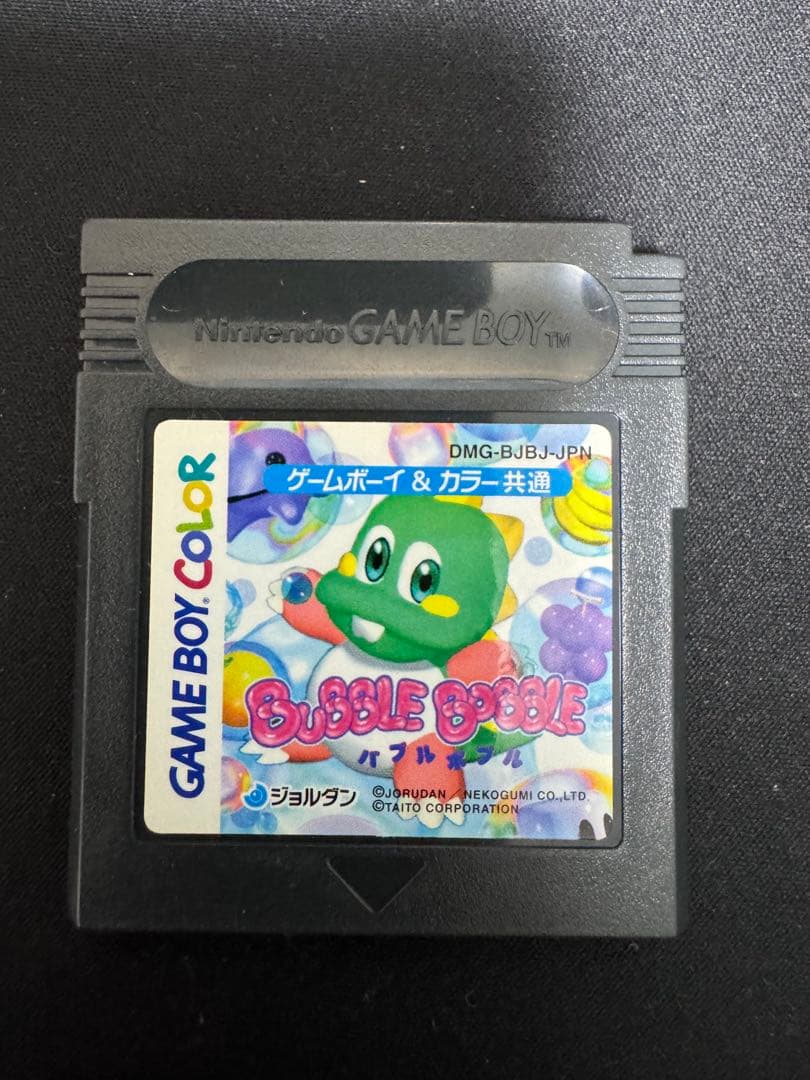 Nintendo GAME BOY TM
DMG-BJBJ-JPN
ゲームボーイ & カラー共通
GAME BOY® COLOR
BUBBLE BOBBLE
バブルボブル
ジョルダン
©JORUDAN / NEKOGUMI CO.,LTD.
©TAITO CORPORATION